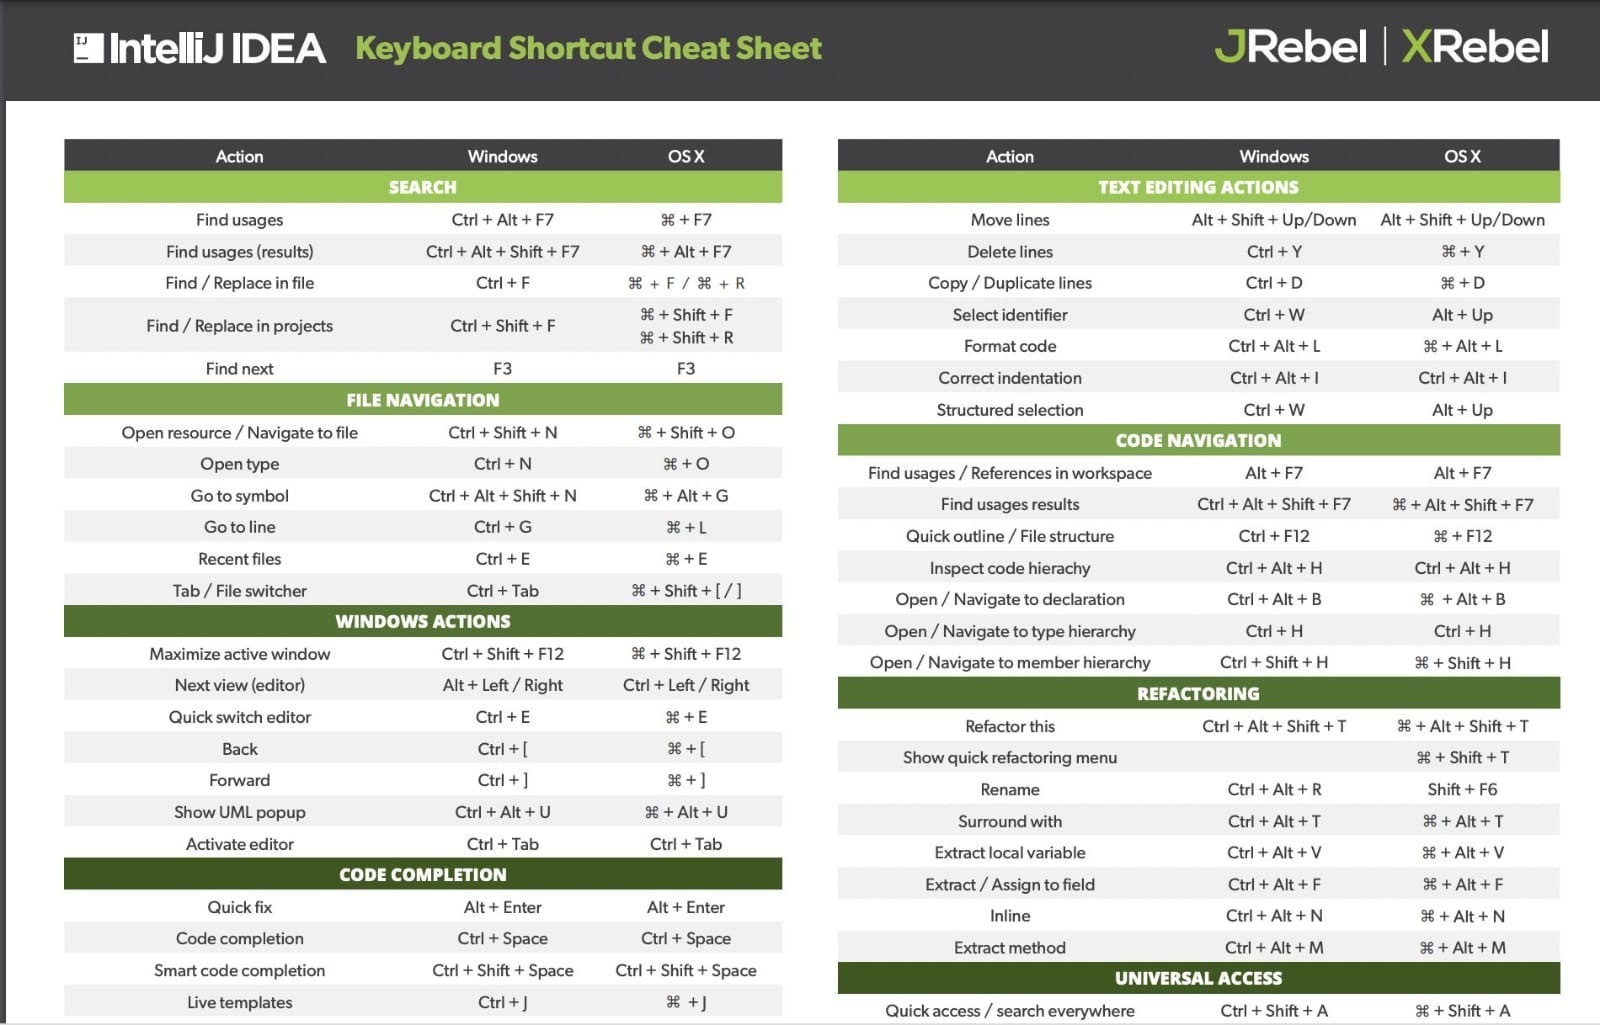 IJ IntelliJ IDEA Keyboard Shortcut Cheat Sheet JRebel | XRebel
Action Windows OS X
SEARCH
Find usages Ctrl + Alt + F7 ⌘ + F7
Find usages (results) Ctrl + Alt + Shift + F7 ⌘ + Alt + F7
Find / Replace in file Ctrl + F ⌘ + F / ⌘ + R
Find / Replace in projects Ctrl + Shift + F ⌘ + Shift + F
⌘ + Shift + R
Find next F3 F3
FILE NAVIGATION
Open resource / Navigate to file Ctrl + Shift + N ⌘ + Shift + O
Open type Ctrl + N ⌘ + O
Go to symbol Ctrl + Alt + Shift + N ⌘ + Alt + G
Go to line Ctrl + G ⌘ + L
Recent files Ctrl + E ⌘ + E
Tab / File switcher Ctrl + Tab ⌘ + Shift + [ / ]
WINDOWS ACTIONS
Maximize active window Ctrl + Shift + F12 ⌘ + Shift + F12
Next view (editor) Alt + Left / Right Ctrl + Left / Right
Quick switch editor Ctrl + E ⌘ + E
Back Ctrl + [ ⌘ + [
Forward Ctrl + ] ⌘ + ]
Show UML popup Ctrl + Alt + U ⌘ + Alt + U
Activate editor Ctrl + Tab Ctrl + Tab
CODE COMPLETION
Quick fix Alt + Enter Alt + Enter
Code completion Ctrl + Space Ctrl + Space
Smart code completion Ctrl + Shift + Space Ctrl + Shift + Space
Live templates Ctrl + J ⌘ + J
Action Windows OS X
TEXT EDITING ACTIONS
Move lines Alt + Shift + Up/Down Alt + Shift + Up/Down
Delete lines Ctrl + Y ⌘ + Y
Copy / Duplicate lines Ctrl + D ⌘ + D
Select identifier Ctrl + W Alt + Up
Format code Ctrl + Alt + L ⌘ + Alt + L
Correct indentation Ctrl + Alt + I Ctrl + Alt + I
Structured selection Ctrl + W Alt + Up
CODE NAVIGATION
Find usages / References in workspace Alt + F7 Alt + F7
Find usages results Ctrl + Alt + Shift + F7 ⌘ + Alt + Shift + F7
Quick outline / File structure Ctrl + F12 ⌘ + F12
Inspect code hierachy Ctrl + Alt + H Ctrl + Alt + H
Open / Navigate to declaration Ctrl + Alt + B ⌘ + Alt + B
Open / Navigate to type hierarchy Ctrl + H Ctrl + H
Open / Navigate to member hierarchy Ctrl + Shift + H ⌘ + Shift + H
REFACTORING
Refactor this Ctrl + Alt + Shift + T ⌘ + Alt + Shift + T
Show quick refactoring menu ⌘ + Shift + T
Rename Ctrl + Alt + R Shift + F6
Surround with Ctrl + Alt + T ⌘ + Alt + T
Extract local variable Ctrl + Alt + V ⌘ + Alt + V
Extract / Assign to field Ctrl + Alt + F ⌘ + Alt + F
Inline Ctrl + Alt + N ⌘ + Alt + N
Extract method Ctrl + Alt + M ⌘ + Alt + M
UNIVERSAL ACCESS
Quick access / search everywhere Ctrl + Shift + A ⌘ + Shift + A